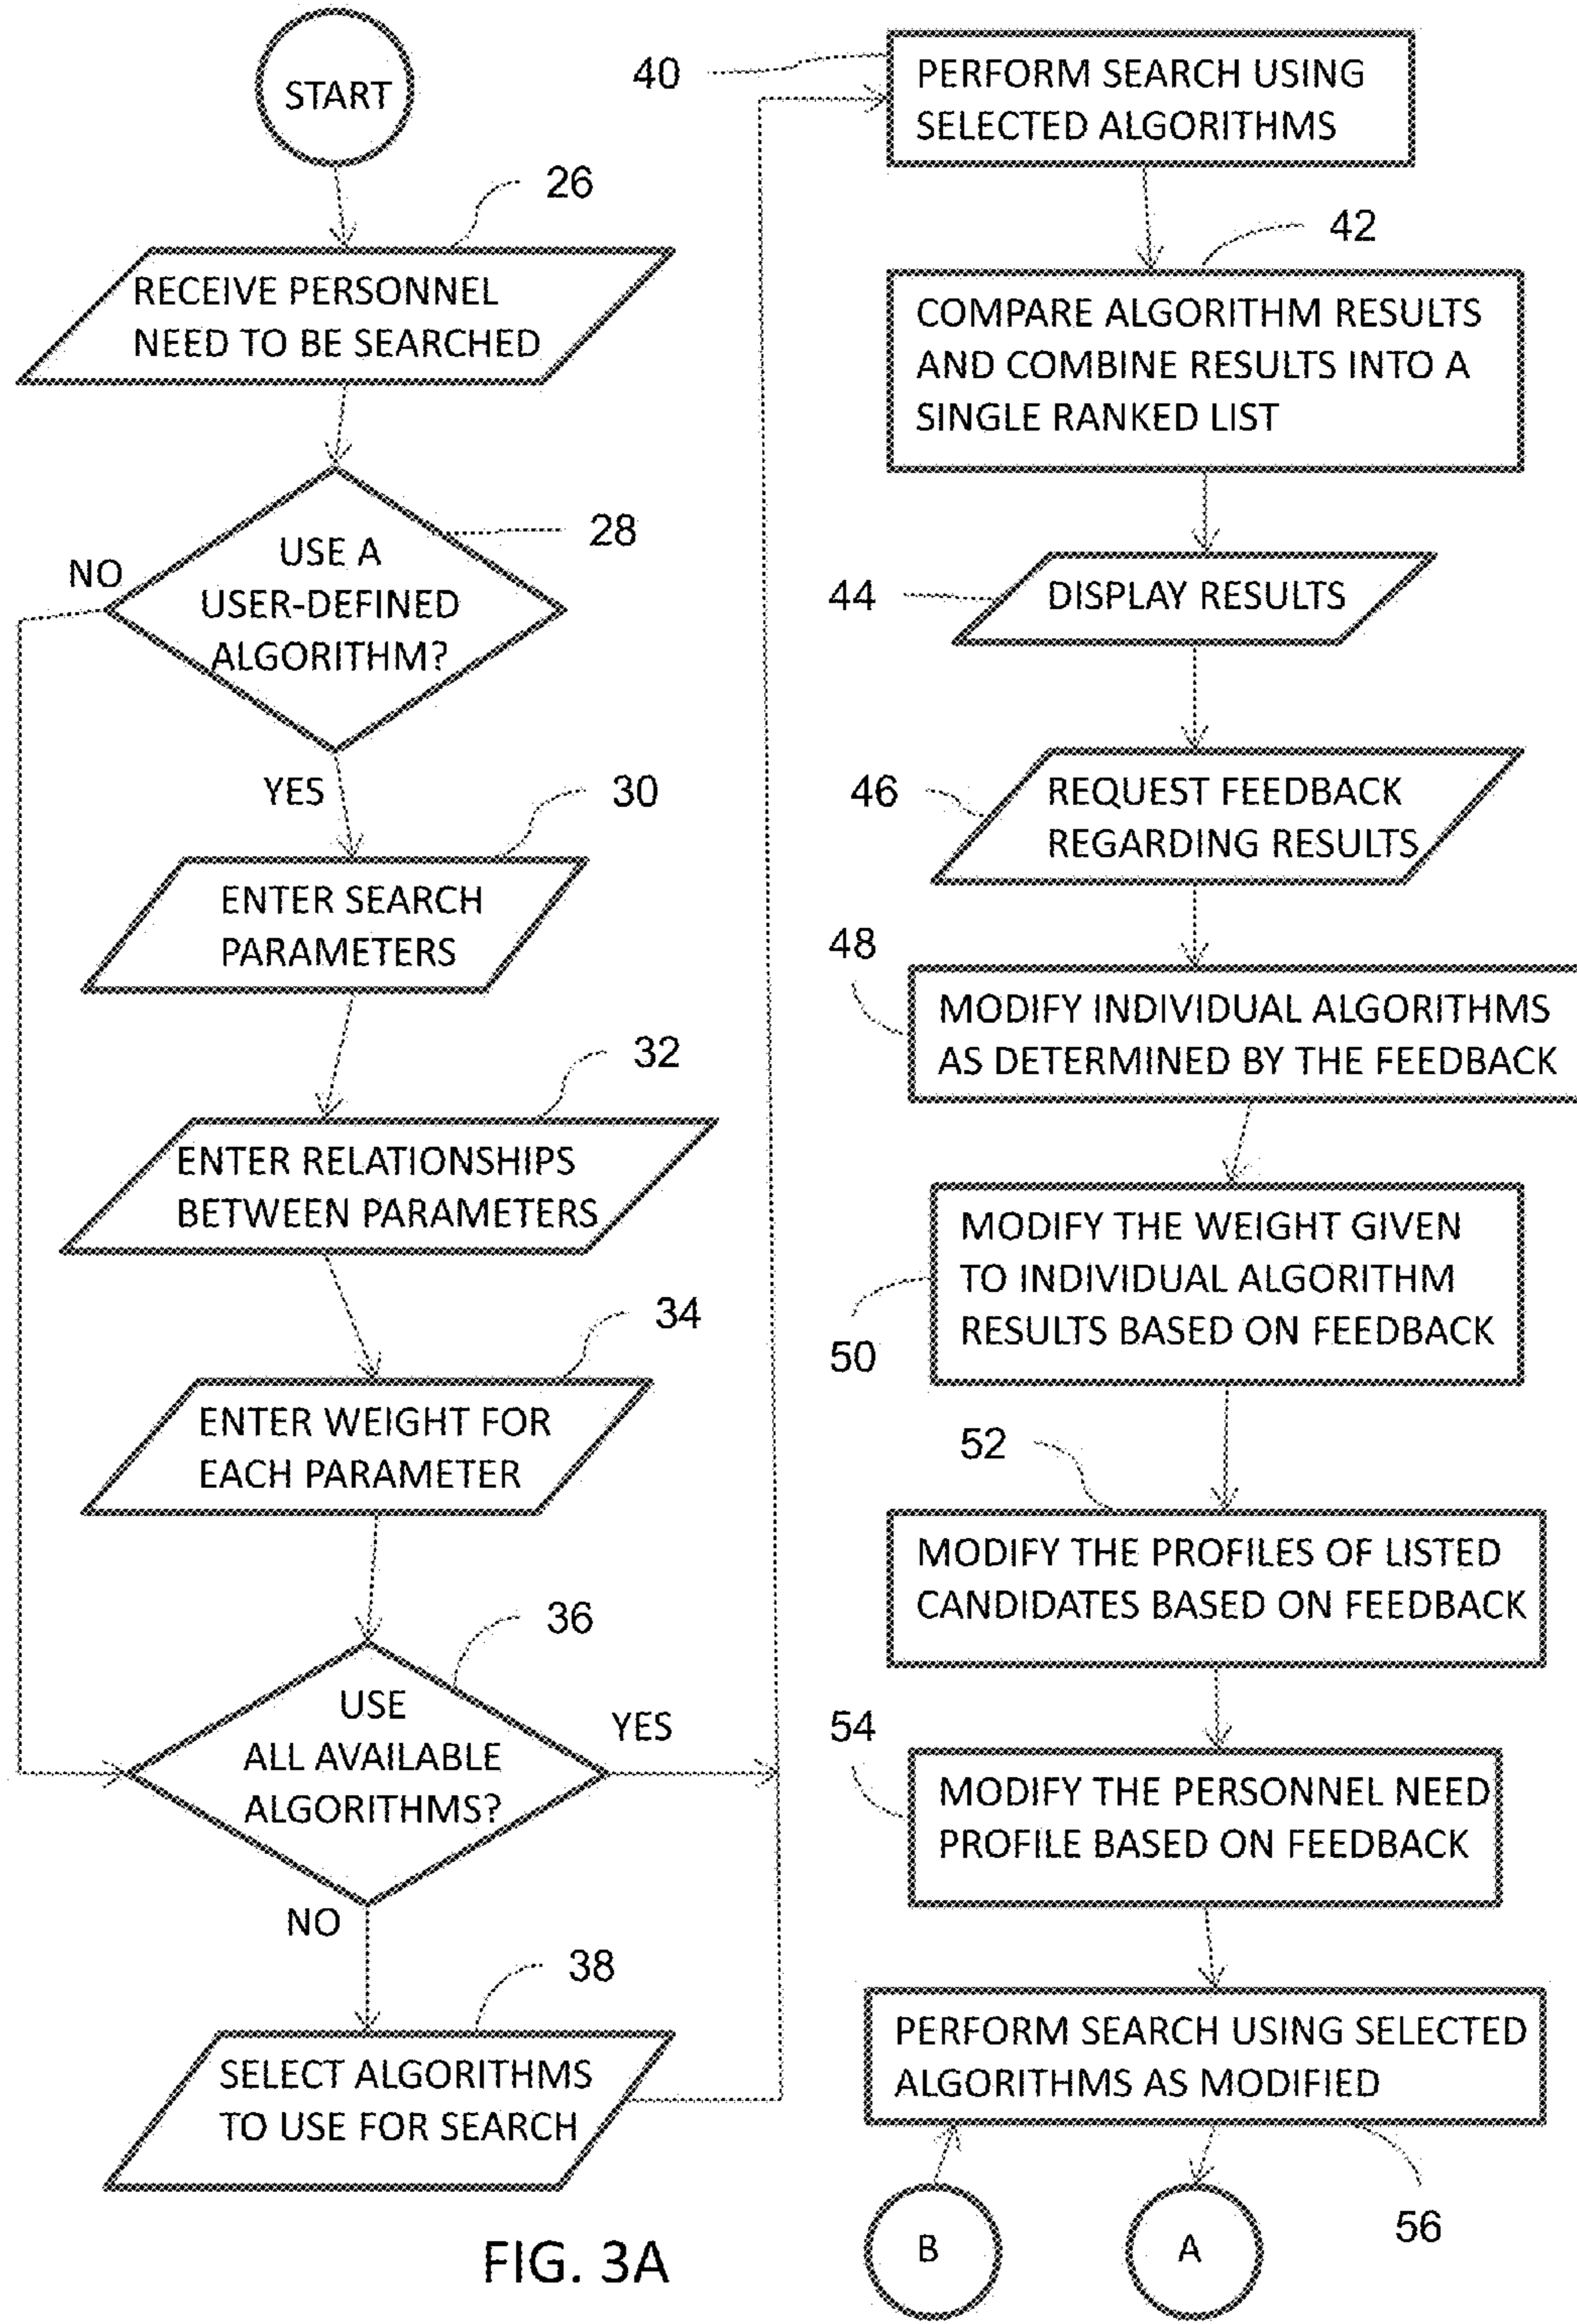 START
26
RECEIVE PERSONNEL
NEED TO BE SEARCHED
28
USE A
USER-DEFINED
ALGORITHM?
NO
YES
30
ENTER SEARCH
PARAMETERS
32
ENTER RELATIONSHIPS
BETWEEN PARAMETERS
34
ENTER WEIGHT FOR
EACH PARAMETER
36
USE
ALL AVAILABLE
ALGORITHMS?
YES
NO
38
SELECT ALGORITHMS
TO USE FOR SEARCH
40
PERFORM SEARCH USING
SELECTED ALGORITHMS
42
COMPARE ALGORITHM RESULTS
AND COMBINE RESULTS INTO A
SINGLE RANKED LIST
44
DISPLAY RESULTS
46
REQUEST FEEDBACK
REGARDING RESULTS
48
MODIFY INDIVIDUAL ALGORITHMS
AS DETERMINED BY THE FEEDBACK
50
MODIFY THE WEIGHT GIVEN
TO INDIVIDUAL ALGORITHM
RESULTS BASED ON FEEDBACK
52
MODIFY THE PROFILES OF LISTED
CANDIDATES BASED ON FEEDBACK
54
MODIFY THE PERSONNEL NEED
PROFILE BASED ON FEEDBACK
PERFORM SEARCH USING SELECTED
ALGORITHMS AS MODIFIED
56
B
A
FIG. 3A